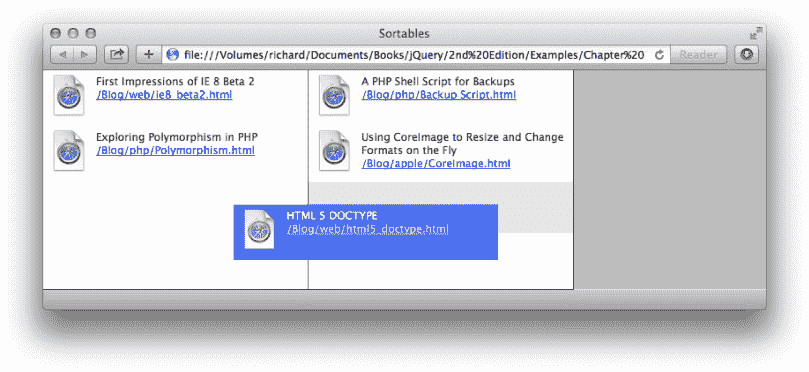 Sortables
file:///Volumes/richard/Documents/Books/jQuery/2nd%20Edition/Examples/Chapter%20
Reader
First Impressions of IE 8 Beta 2
/Blog/web/ie8_beta2.html
Exploring Polymorphism in PHP
/Blog/php/Polymorphism.html
A PHP Shell Script for Backups
/Blog/php/Backup Script.html
Using CoreImage to Resize and Change
Formats on the Fly
/Blog/apple/CoreImage.html
HTML 5 DOCTYPE
/Blog/web/html5_doctype.html